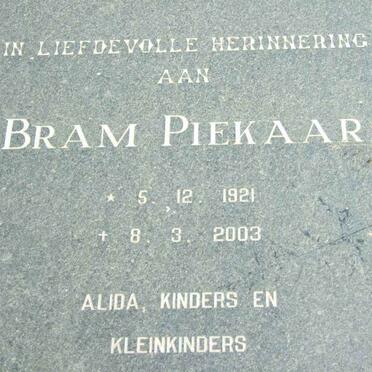 IN LIEFDEVOLLE HERINNERING
AAN
BRAM PIEKAAR
* 5. 12. 1921
† 8. 3. 2003
ALIDA, KINDERS EN
KLEINKINDERS